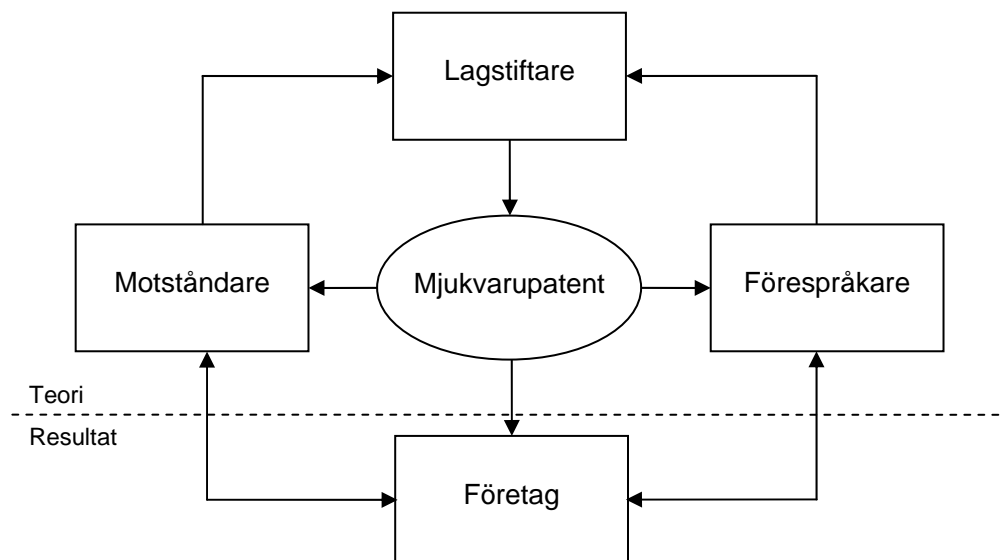 Lagstiftare
Motståndare
Mjukvarupatent
Förespråkare
Teori
Resultat
Företag